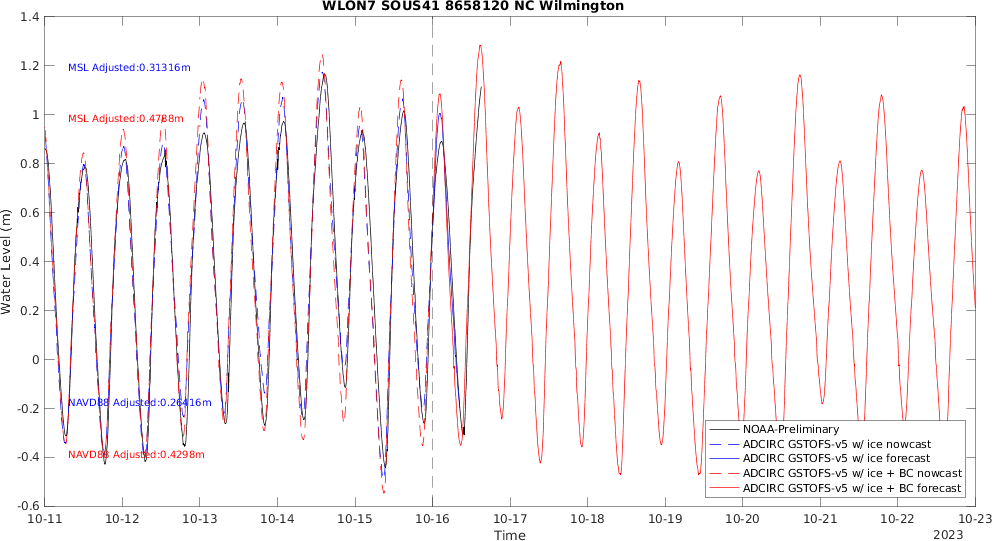 WLON7 SOUS41 8658120 NC Wilmington
1.4
1.2
1
0.8
0.6
0.4
0.2
0
-0.2
-0.4
-0.6
Water Level (m)
MSL Adjusted:0.31316m
MSL Adjusted:0.4788m
NAVD88 Adjusted:0.26416m
NAVD88 Adjusted:0.4298m
NOAA-Preliminary
ADCIRC GSTOFS-v5 w/ ice nowcast
ADCIRC GSTOFS-v5 w/ ice forecast
ADCIRC GSTOFS-v5 w/ ice + BC nowcast
ADCIRC GSTOFS-v5 w/ ice + BC forecast
10-11 10-12 10-13 10-14 10-15 10-16 10-17 10-18 10-19 10-20 10-21 10-22 10-23
Time
2023